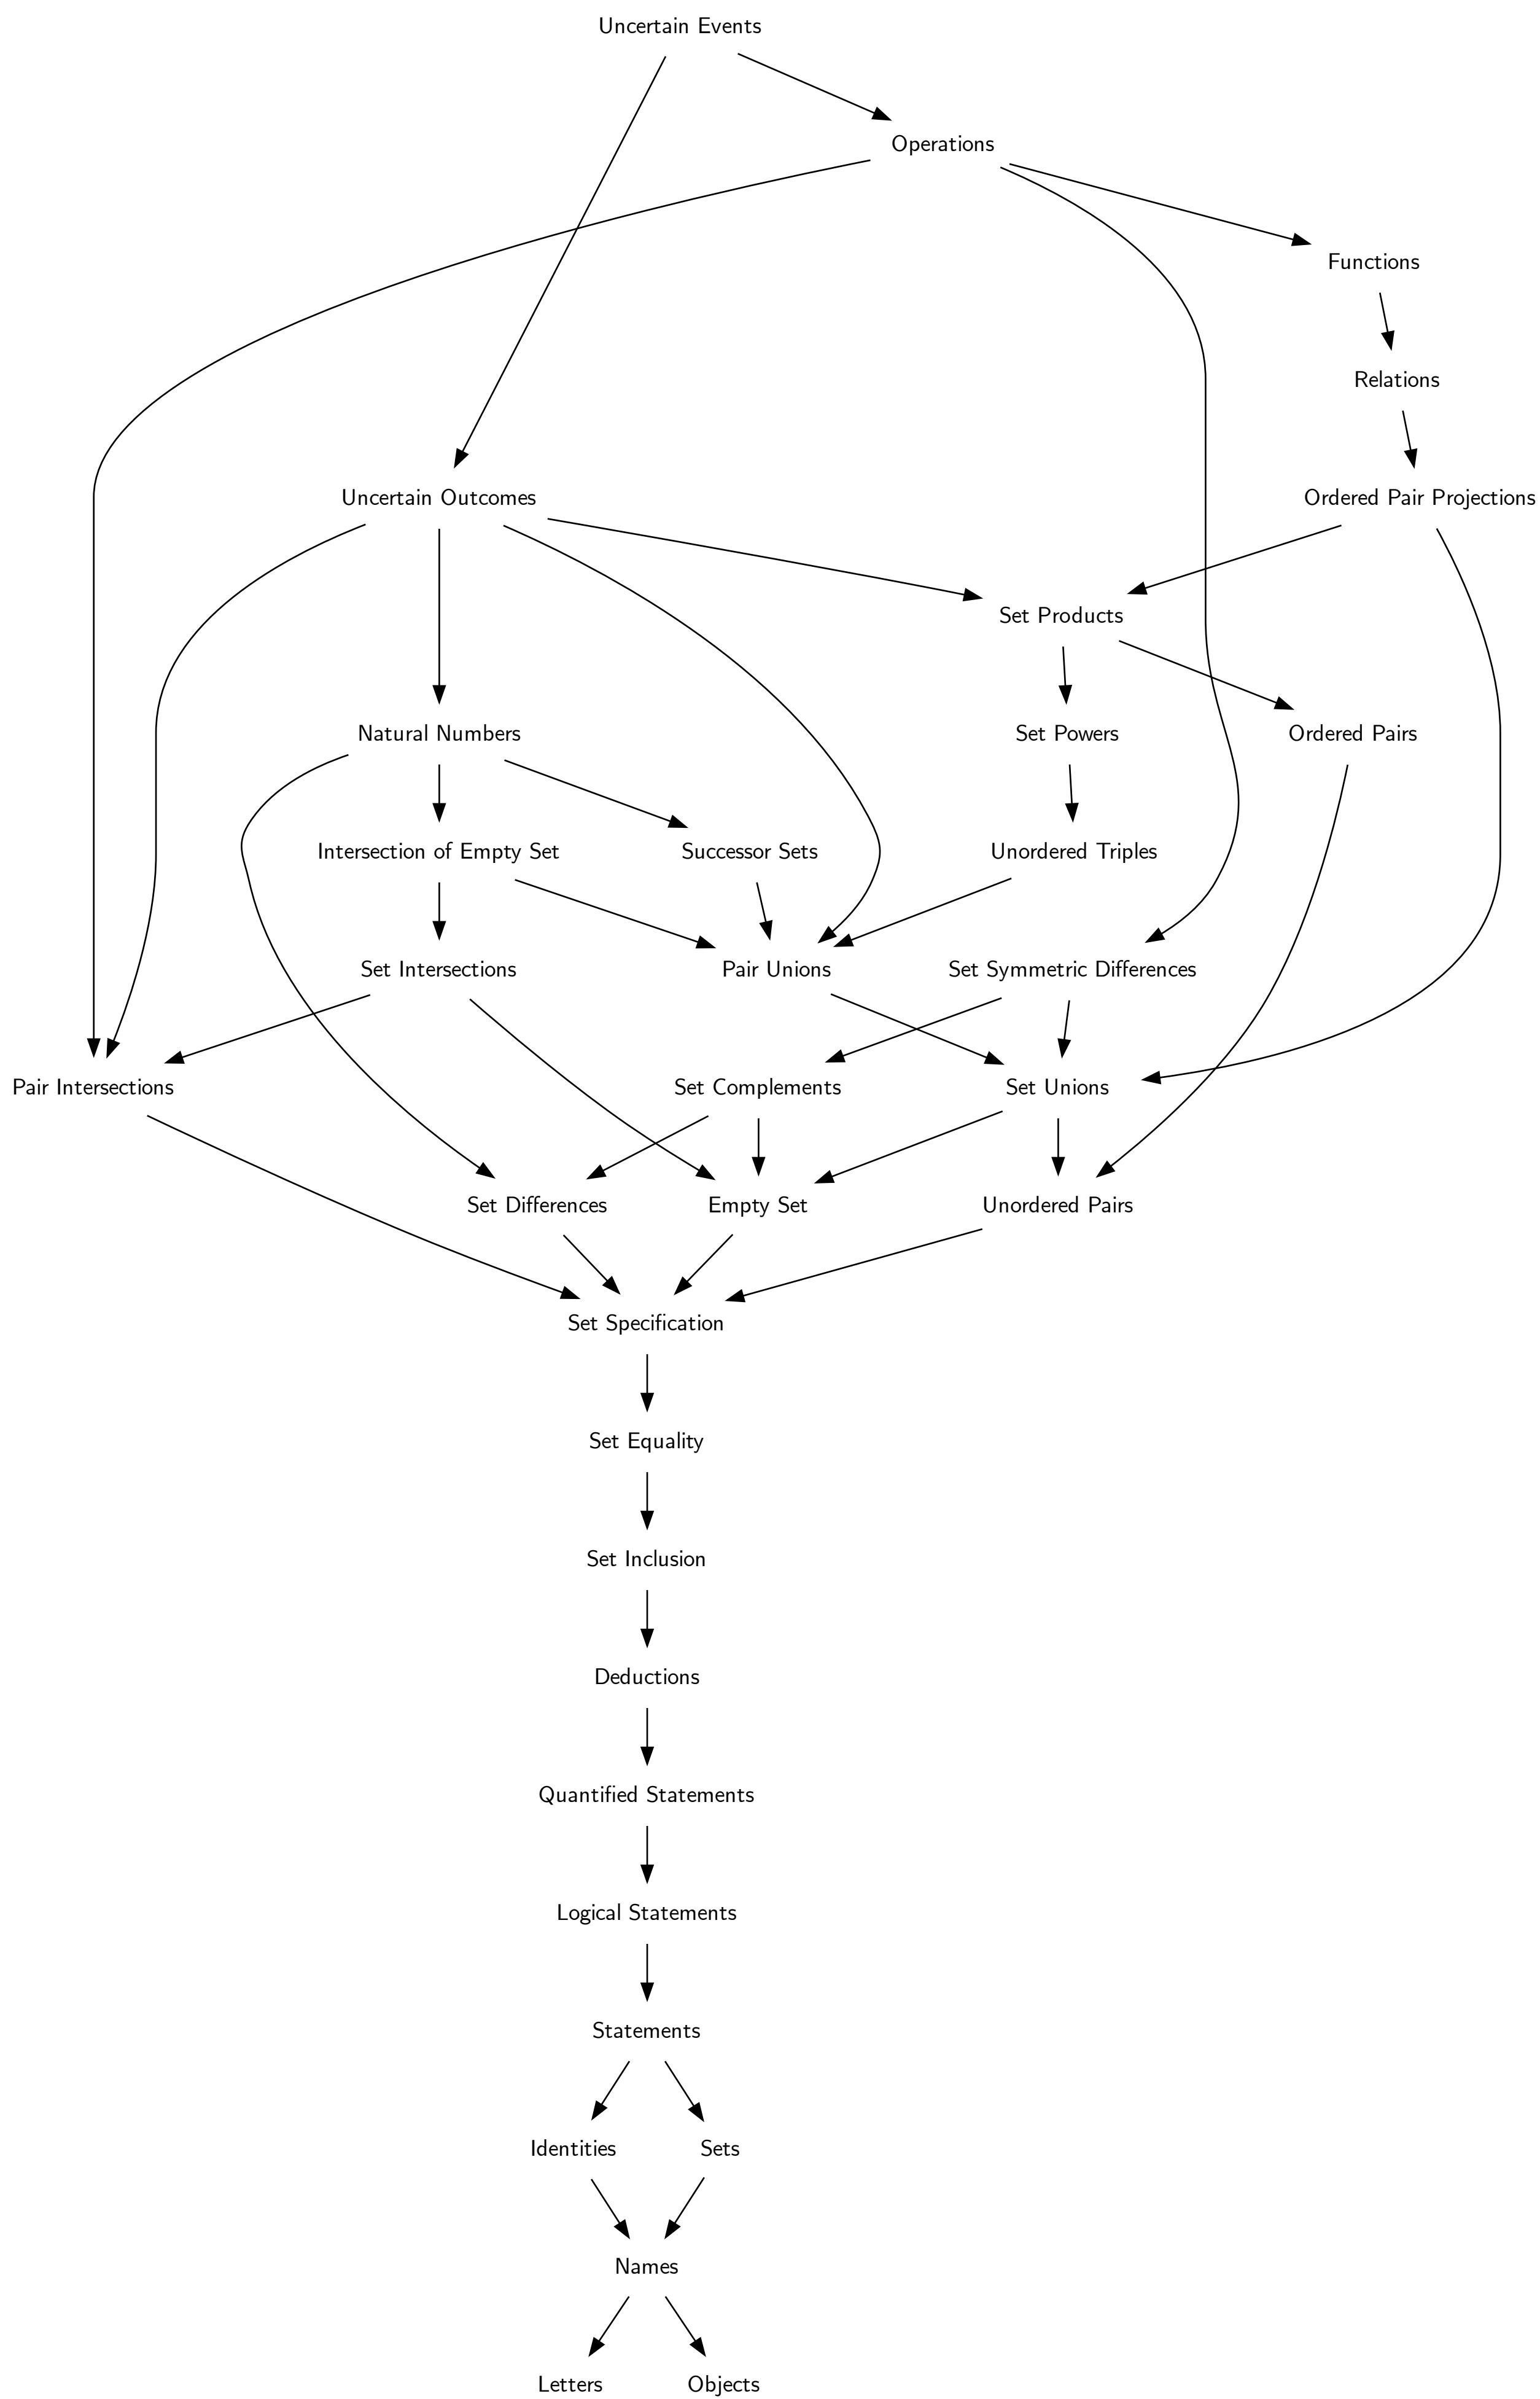 Uncertain Events
Operations
Functions
Relations
Uncertain Outcomes
Ordered Pair Projections
Set Products
Natural Numbers
Set Powers
Ordered Pairs
Intersection of Empty Set
Successor Sets
Unordered Triples
Set Intersections
Pair Unions
Set Symmetric Differences
Pair Intersections
Set Complements
Set Unions
Set Differences
Empty Set
Unordered Pairs
Set Specification
Set Equality
Set Inclusion
Deductions
Quantified Statements
Logical Statements
Statements
Identities
Sets
Names
Letters
Objects